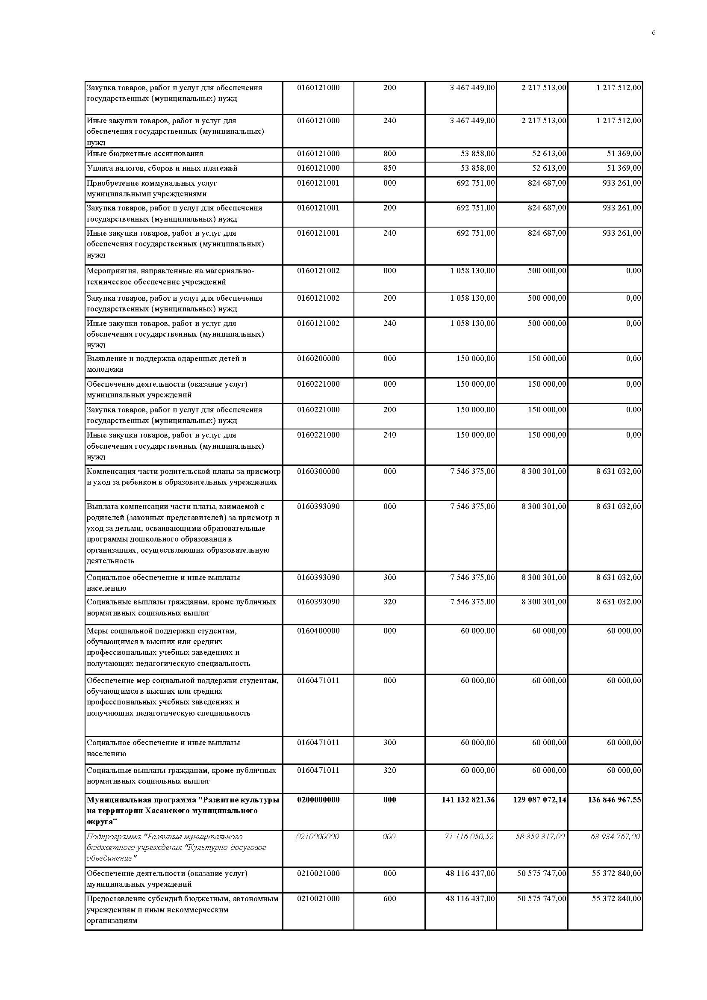 6
Закупка товаров, работ и услуг для обеспечения 0160121000 200 3 467 449,00 2 217 513,00 1 217 512,00
государственных (муниципальных) нужд
Иные закупки товаров, работ и услуг для 0160121000 240 3 467 449,00 2 217 513,00 1 217 512,00
обеспечения государственных (муниципальных)
нужд
Иные бюджетные ассигнования 0160121000 800 53 858,00 52 613,00 51 369,00
Уплата налогов, сборов и иных платежей 0160121000 850 53 858,00 52 613,00 51 369,00
Приобретение коммунальных услуг 0160121001 000 692 751,00 824 687,00 933 261,00
муниципальными учреждениями
Закупка товаров, работ и услуг для обеспечения 0160121001 200 692 751,00 824 687,00 933 261,00
государственных (муниципальных) нужд
Иные закупки товаров, работ и услуг для 0160121001 240 692 751,00 824 687,00 933 261,00
обеспечения государственных (муниципальных)
нужд
Мероприятия, направленные на материально- 0160121002 000 1 058 130,00 500 000,00 0,00
техническое обеспечение учреждений
Закупка товаров, работ и услуг для обеспечения 0160121002 200 1 058 130,00 500 000,00 0,00
государственных (муниципальных) нужд
Иные закупки товаров, работ и услуг для 0160121002 240 1 058 130,00 500 000,00 0,00
обеспечения государственных (муниципальных)
нужд
Выявление и поддержка одаренных детей и 0160200000 000 150 000,00 150 000,00 0,00
молодежи
Обеспечение деятельности (оказание услуг) 0160221000 000 150 000,00 150 000,00 0,00
муниципальных учреждений
Закупка товаров, работ и услуг для обеспечения 0160221000 200 150 000,00 150 000,00 0,00
государственных (муниципальных) нужд
Иные закупки товаров, работ и услуг для 0160221000 240 150 000,00 150 000,00 0,00
обеспечения государственных (муниципальных)
нужд
Компенсация части родительской платы за присмотр 0160300000 000 7 546 375,00 8 300 301,00 8 631 032,00
и уход за ребенком в образовательных учреждениях
Выплата компенсации части платы, взимаемой с 0160393090 000 7 546 375,00 8 300 301,00 8 631 032,00
родителей (законных представителей) за присмотр и
уход за детьми, осваивающими образовательные
программы дошкольного образования в
организациях, осуществляющих образовательную
деятельность
Социальное обеспечение и иные выплаты 0160393090 300 7 546 375,00 8 300 301,00 8 631 032,00
населению
Социальные выплаты гражданам, кроме публичных 0160393090 320 7 546 375,00 8 300 301,00 8 631 032,00
нормативных социальных выплат
Меры социальной поддержки студентам, 0160400000 000 60 000,00 60 000,00 60 000,00
обучающимся в высших или средних
профессиональных учебных заведениях и
получающих педагогическую специальность
Обеспечение мер социальной поддержки студентам, 0160471011 000 60 000,00 60 000,00 60 000,00
обучающимся в высших или средних
профессиональных учебных заведениях и
получающих педагогическую специальность
Социальное обеспечение и иные выплаты 0160471011 300 60 000,00 60 000,00 60 000,00
населению
Социальные выплаты гражданам, кроме публичных 0160471011 320 60 000,00 60 000,00 60 000,00
нормативных социальных выплат
Муниципальная программа "Развитие культуры 0200000000 000 141 132 821,36 129 087 072,14 136 846 967,55
на территории Хасанского муниципального
округа"
Подпрограмма "Развитие муниципального 0210000000 000 71 116 050,52 58 359 317,00 63 934 767,00
бюджетного учреждения "Культурно-досуговое
объединение"
Обеспечение деятельности (оказание услуг) 0210021000 000 48 116 437,00 50 575 747,00 55 372 840,00
муниципальных учреждений
Предоставление субсидий бюджетным, автономным 0210021000 600 48 116 437,00 50 575 747,00 55 372 840,00
учреждениям и иным некоммерческим
организациям